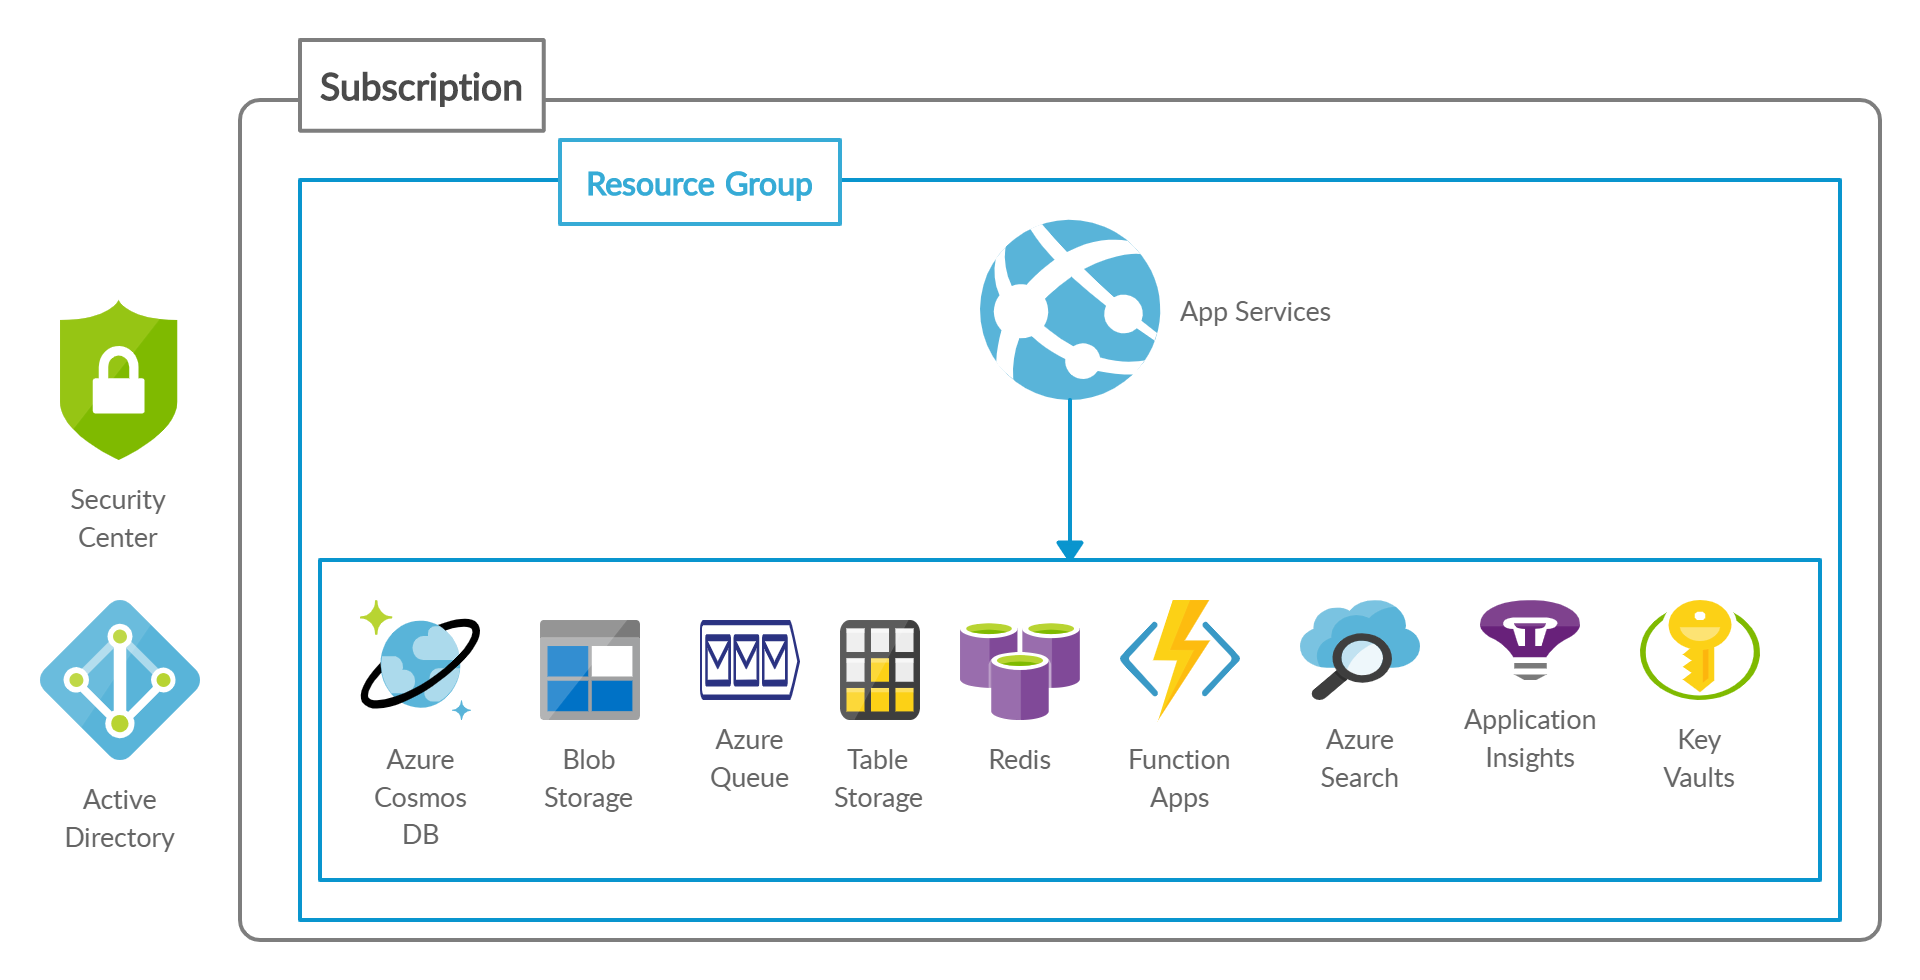 Subscription
Resource Group
App Services
Security
Center
Active
Directory
Azure
Cosmos
DB
Blob
Storage
Azure
Queue
Table
Storage
Redis
Function
Apps
Azure
Search
Application
Insights
Key
Vaults